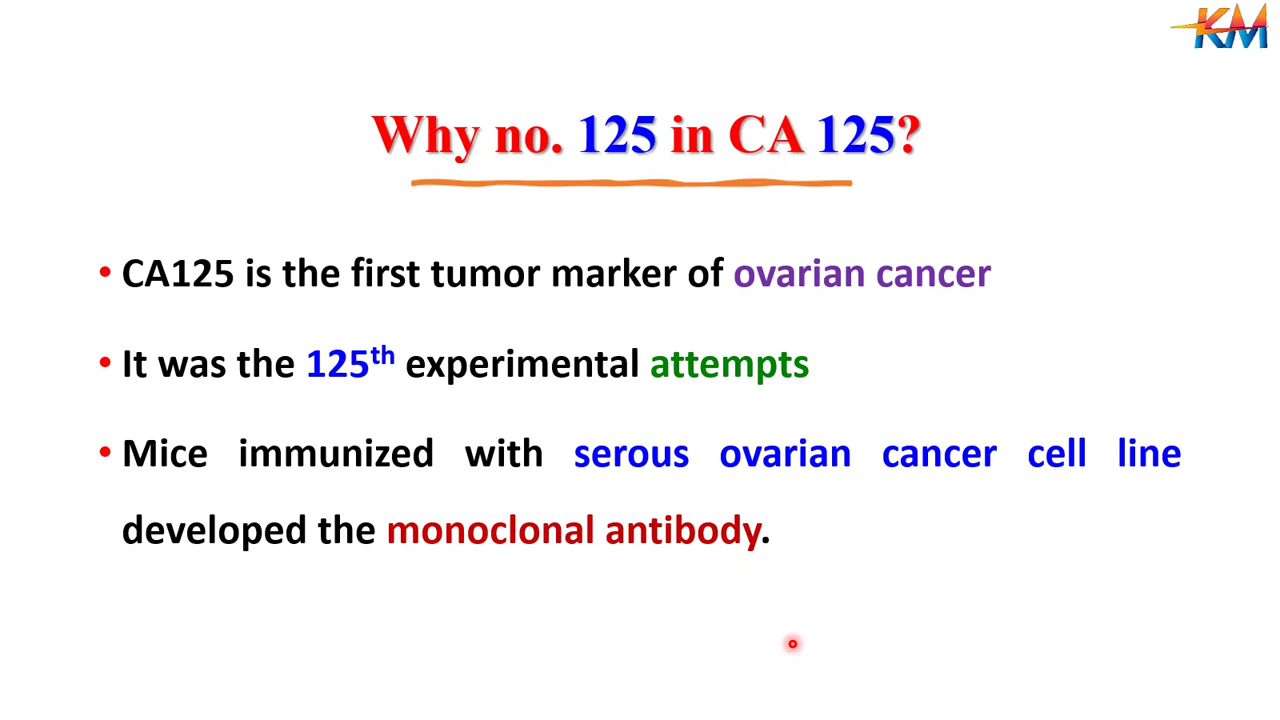 KM
Why no. 125 in CA 125?
• CA125 is the first tumor marker of ovarian cancer
• It was the 125th experimental attempts
• Mice immunized with serous ovarian cancer cell line
developed the monoclonal antibody.